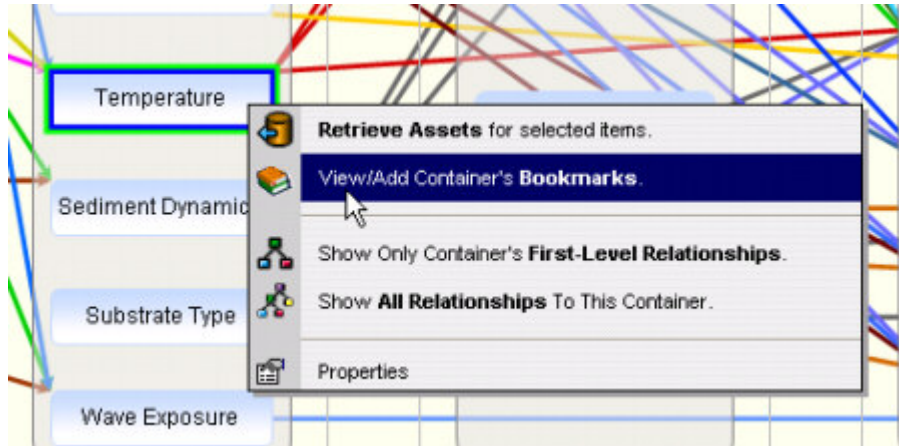 Temperature
Retrieve Assets for selected items.
View/Add Container's Bookmarks.
Sediment Dynamic
Show Only Container's First-Level Relationships.
Substrate Type
Show All Relationships To This Container.
Properties
Wave Exposure